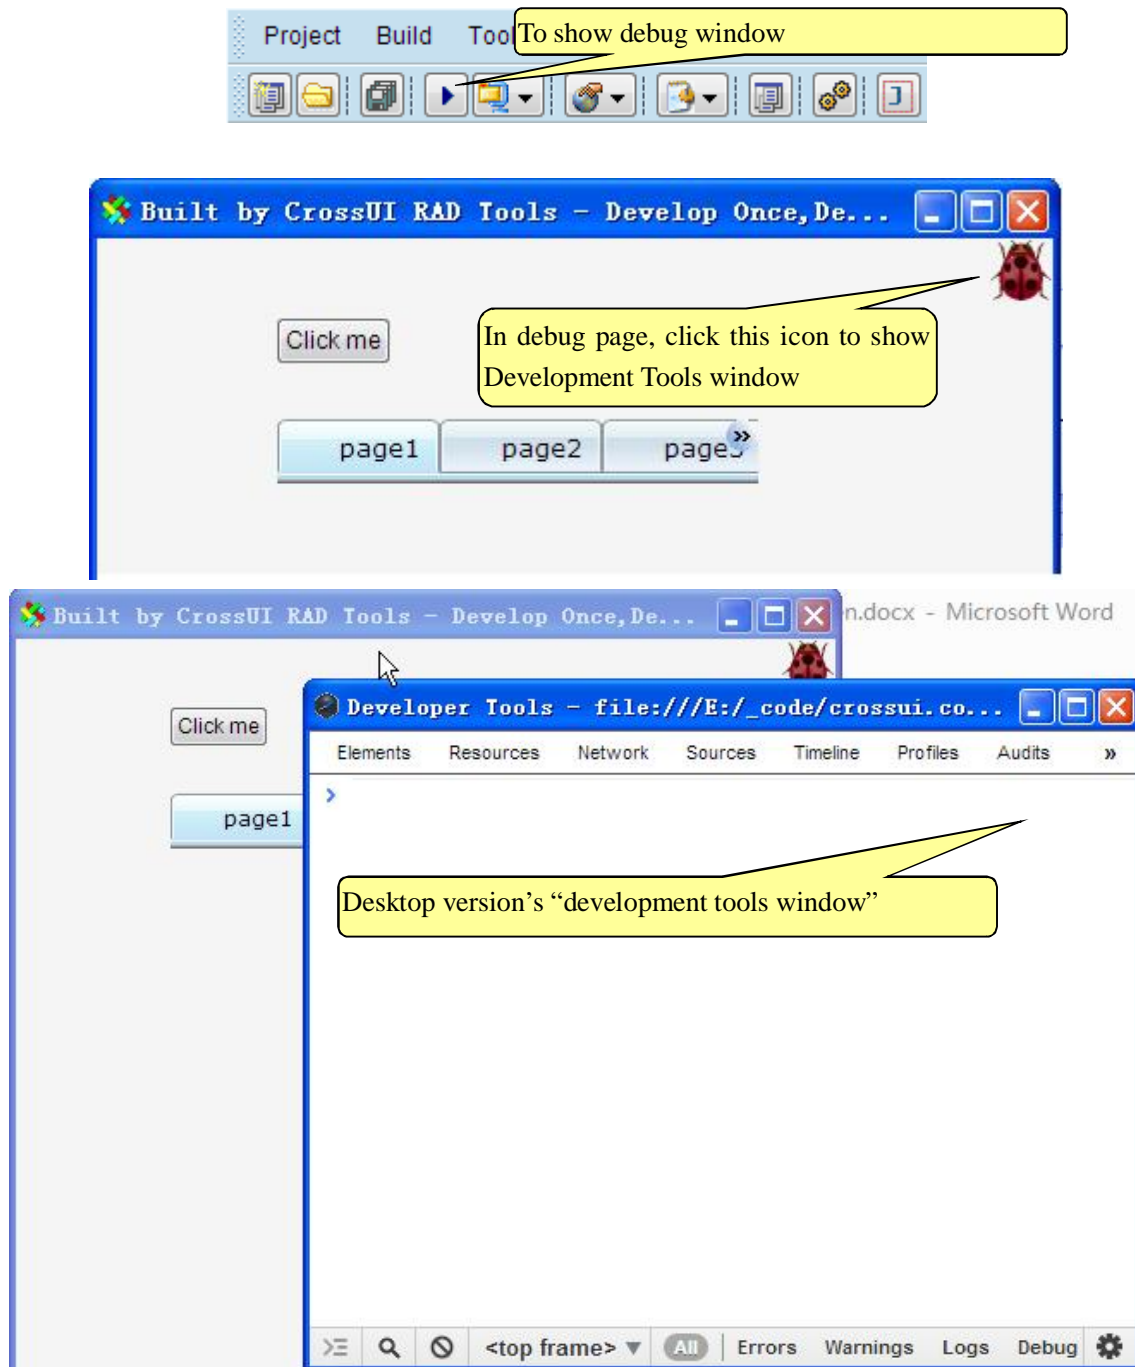 Project Build Tool
To show debug window
Built by CrossUI RAD Tools - Develop Once,De...
Click me
In debug page, click this icon to show
Development Tools window
page1 page2 page3 »
Built by CrossUI RAD Tools - Develop Once,De...
n.docx - Microsoft Word
Click me
Developer Tools - file:///E:/_code/crossui.co...
Elements Resources Network Sources Timeline Profiles Audits »
>
page1
Desktop version's “development tools window”
<top frame> ▼ All Errors Warnings Logs Debug